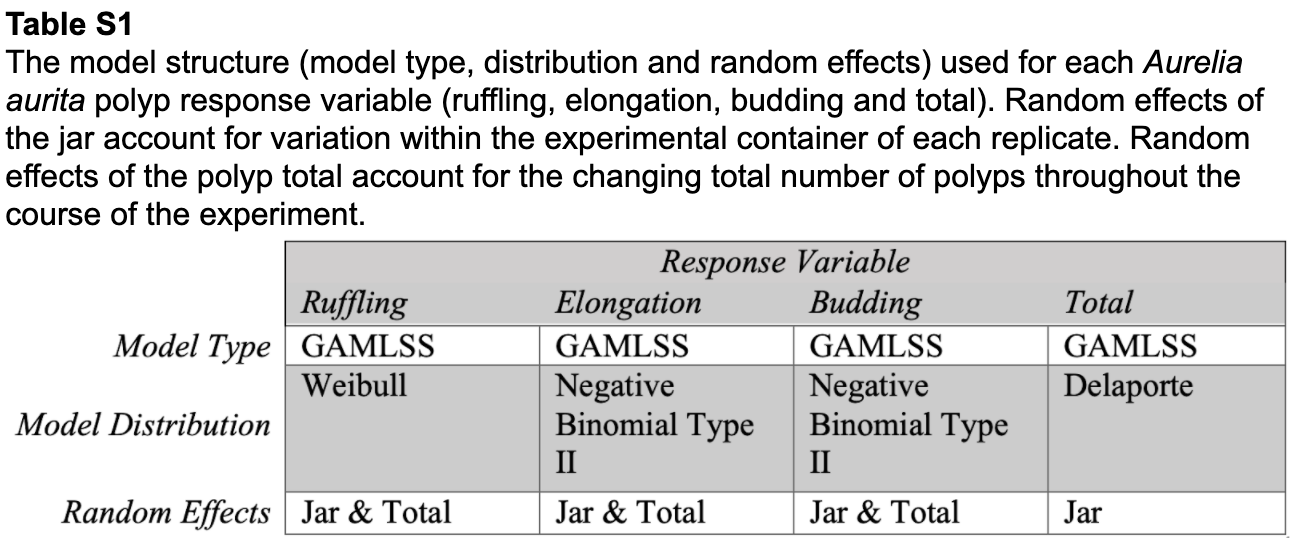 Table S1
The model structure (model type, distribution and random effects) used for each Aurelia
aurita polyp response variable (ruffling, elongation, budding and total). Random effects of
the jar account for variation within the experimental container of each replicate. Random
effects of the polyp total account for the changing total number of polyps throughout the
course of the experiment.
Response Variable
Ruffling Elongation Budding Total
Model Type GAMLSS GAMLSS GAMLSS GAMLSS
Model Distribution Weibull Negative Binomial Type II Negative Binomial Type II Delaporte
Random Effects Jar & Total Jar & Total Jar & Total Jar